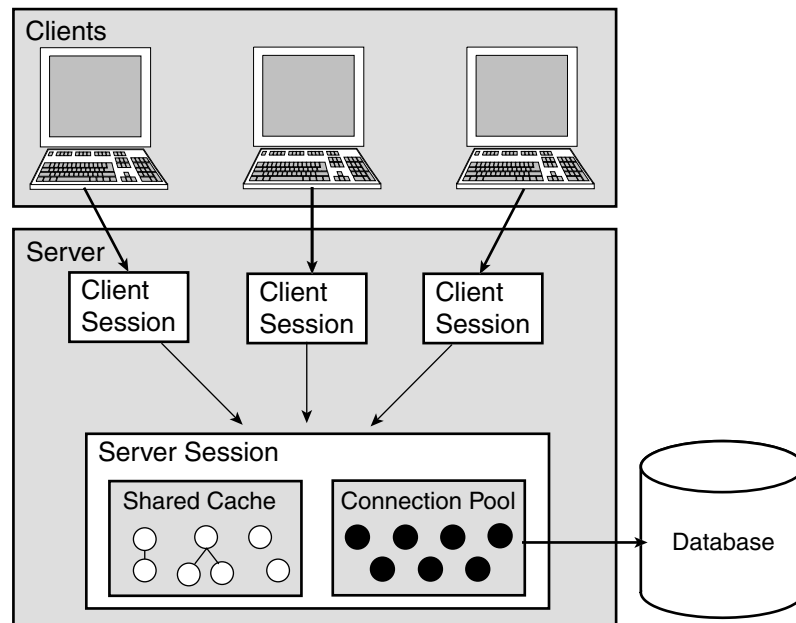 Clients
Server
Client
Session
Client
Session
Client
Session
Server Session
Shared Cache
Connection Pool
Database